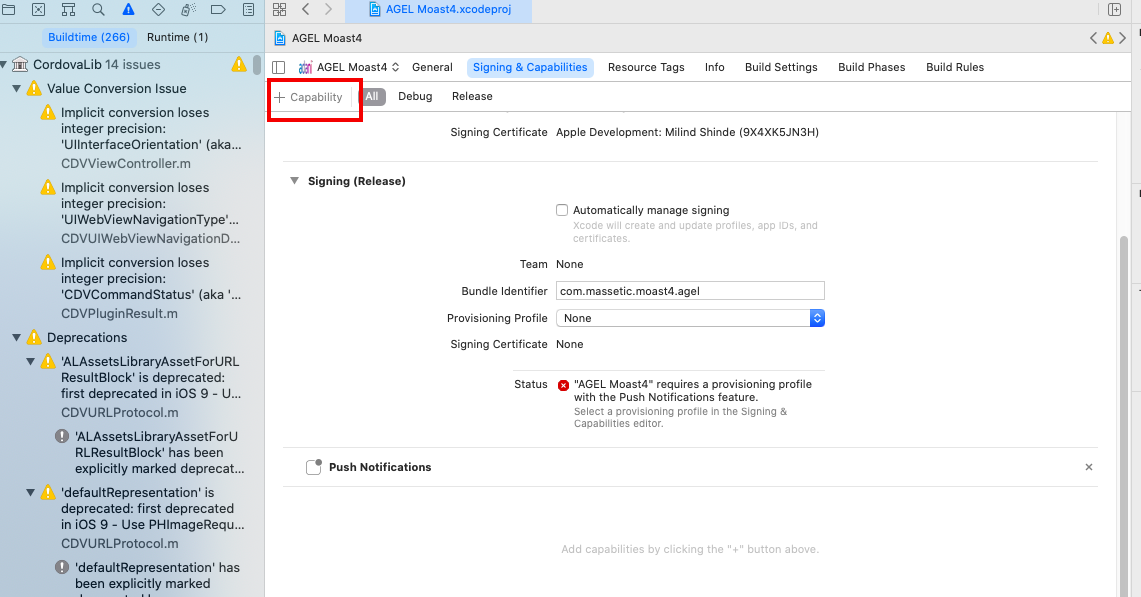 AGEL Moast4.xcodeproj
Buildtime (266) Runtime (1)
AGEL Moast4
CordovaLib 14 issues
AGEL Moast4 General Signing & Capabilities Resource Tags Info Build Settings Build Phases Build Rules
+ Capability All Debug Release
Value Conversion Issue
Implicit conversion loses
integer precision:
'UIInterfaceOrientation' (aka...
CDVViewController.m
Implicit conversion loses
integer precision:
'UIWebViewNavigationType'...
CDVUIWebViewNavigationD...
Implicit conversion loses
integer precision:
'CDVCommandStatus' (aka '...
CDVPluginResult.m
Deprecations
'ALAssetsLibraryAssetForURL
ResultBlock' is deprecated:
first deprecated in iOS 9 - U...
CDVURLProtocol.m
'ALAssetsLibraryAssetForU
RLResultBlock' has been
explicitly marked deprecat...
'defaultRepresentation' is
deprecated: first deprecated
in iOS 9 - Use PHImageRequ...
CDVURLProtocol.m
'defaultRepresentation' has
been explicitly marked
Signing Certificate Apple Development: Milind Shinde (9X4XK5JN3H)
Signing (Release)
Automatically manage signing
Xcode will create and update profiles, app IDs, and
certificates.
Team None
Bundle Identifier com.massetic.moast4.agel
Provisioning Profile None
Signing Certificate None
Status "AGEL Moast4" requires a provisioning profile
with the Push Notifications feature.
Select a provisioning profile in the Signing &
Capabilities editor.
Push Notifications
Add capabilities by clicking the "+" button above.